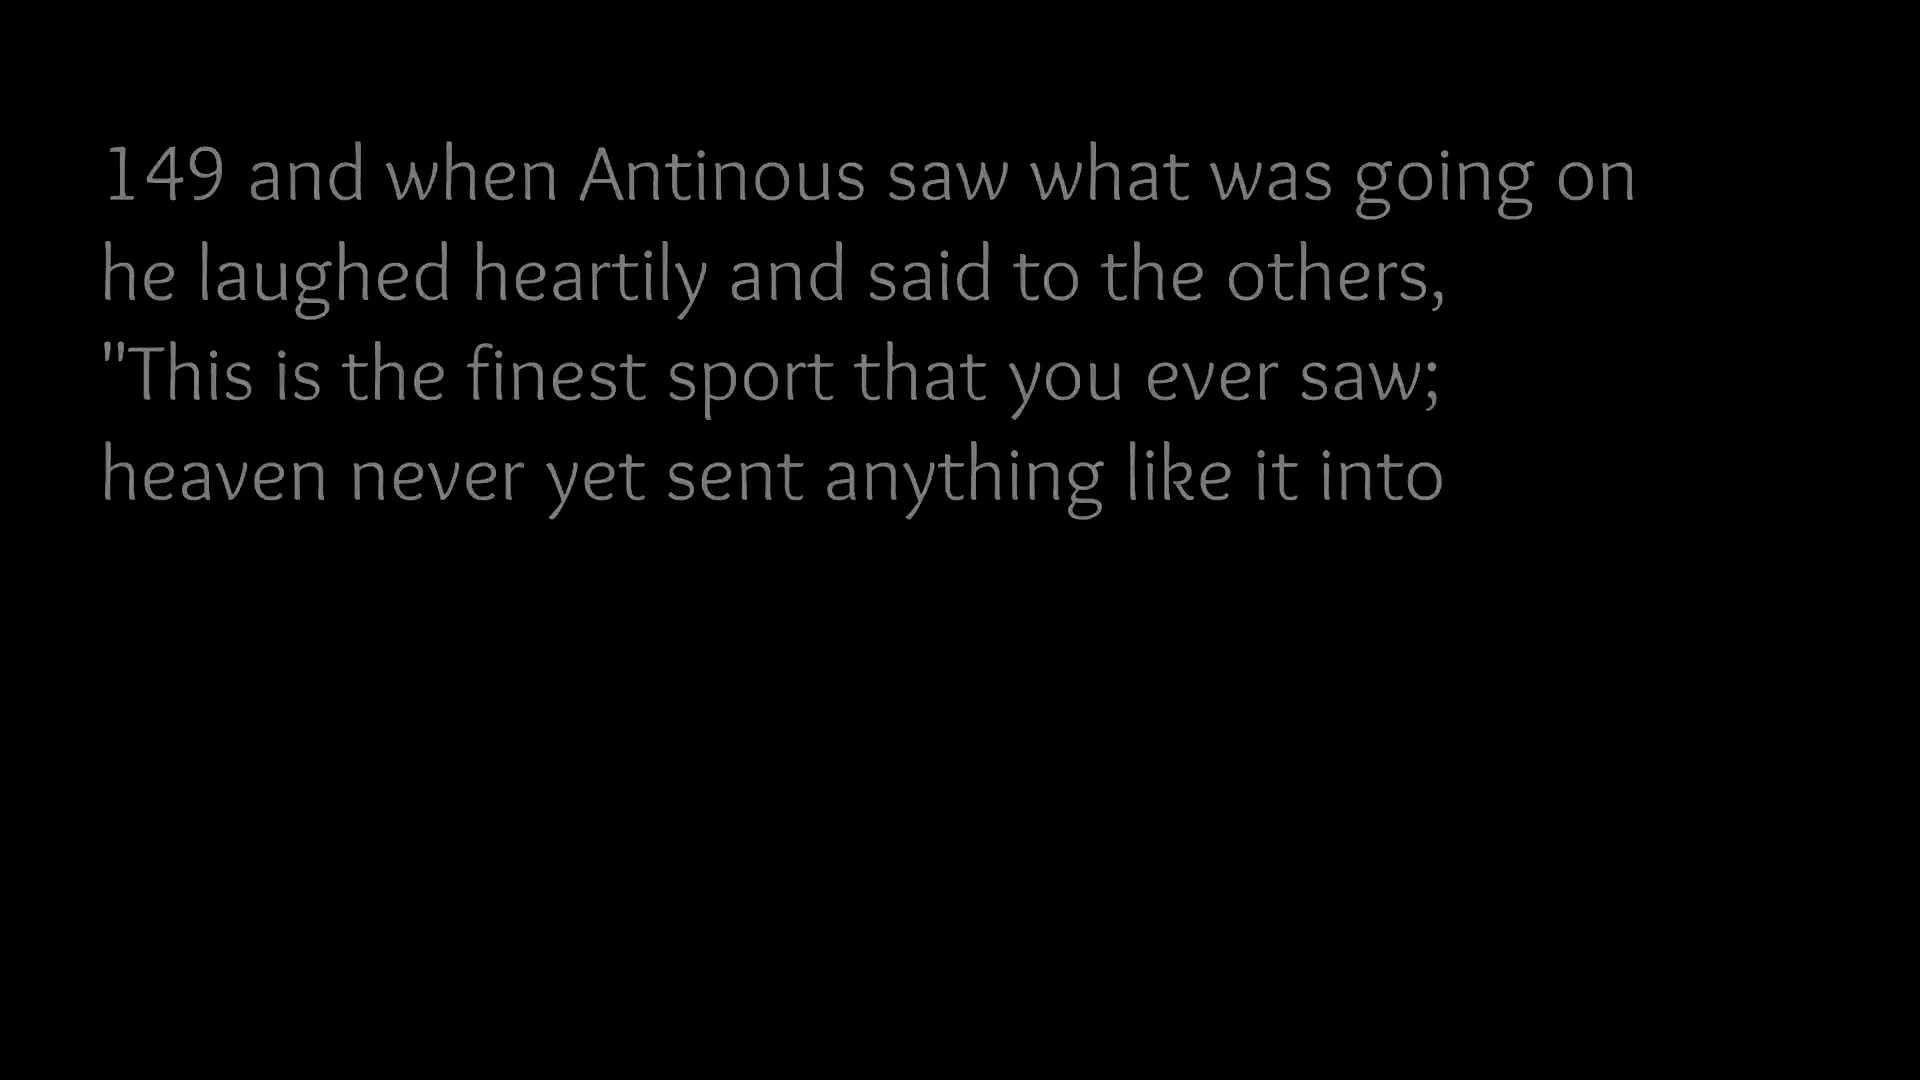 149 and when Antinous saw what was going on
he laughed heartily and said to the others,
"This is the finest sport that you ever saw;
heaven never yet sent anything like it into